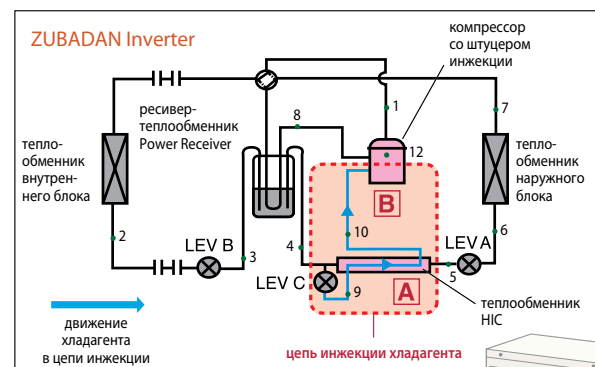 ZUBADAN Inverter
компрессор
со штуцером
инжекции
ресивер-
теплообменник
Power Receiver
8
1
7
12
тепло-
обменник
внутрен-
него блока
тепло-
обменник
наружного
блока
B
10
2
LEV B
3
4
LEV A
6
5
LEV C
9
A
теплообменник
HIC
движение
хладагента
в цепи инжекции
цепь инжекции хладагента